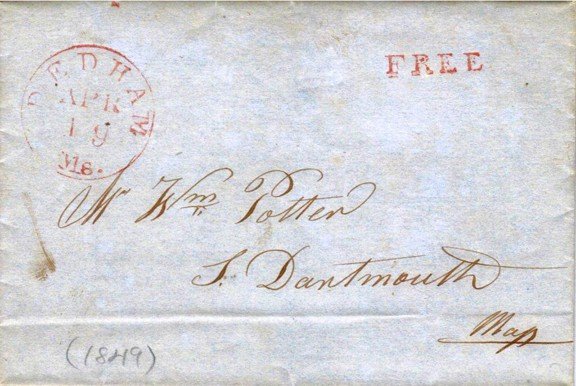 DEDHAM
APR
19
Ms.
FREE
Mr Wm Potter
S. Dartmouth
Mass
(1849)